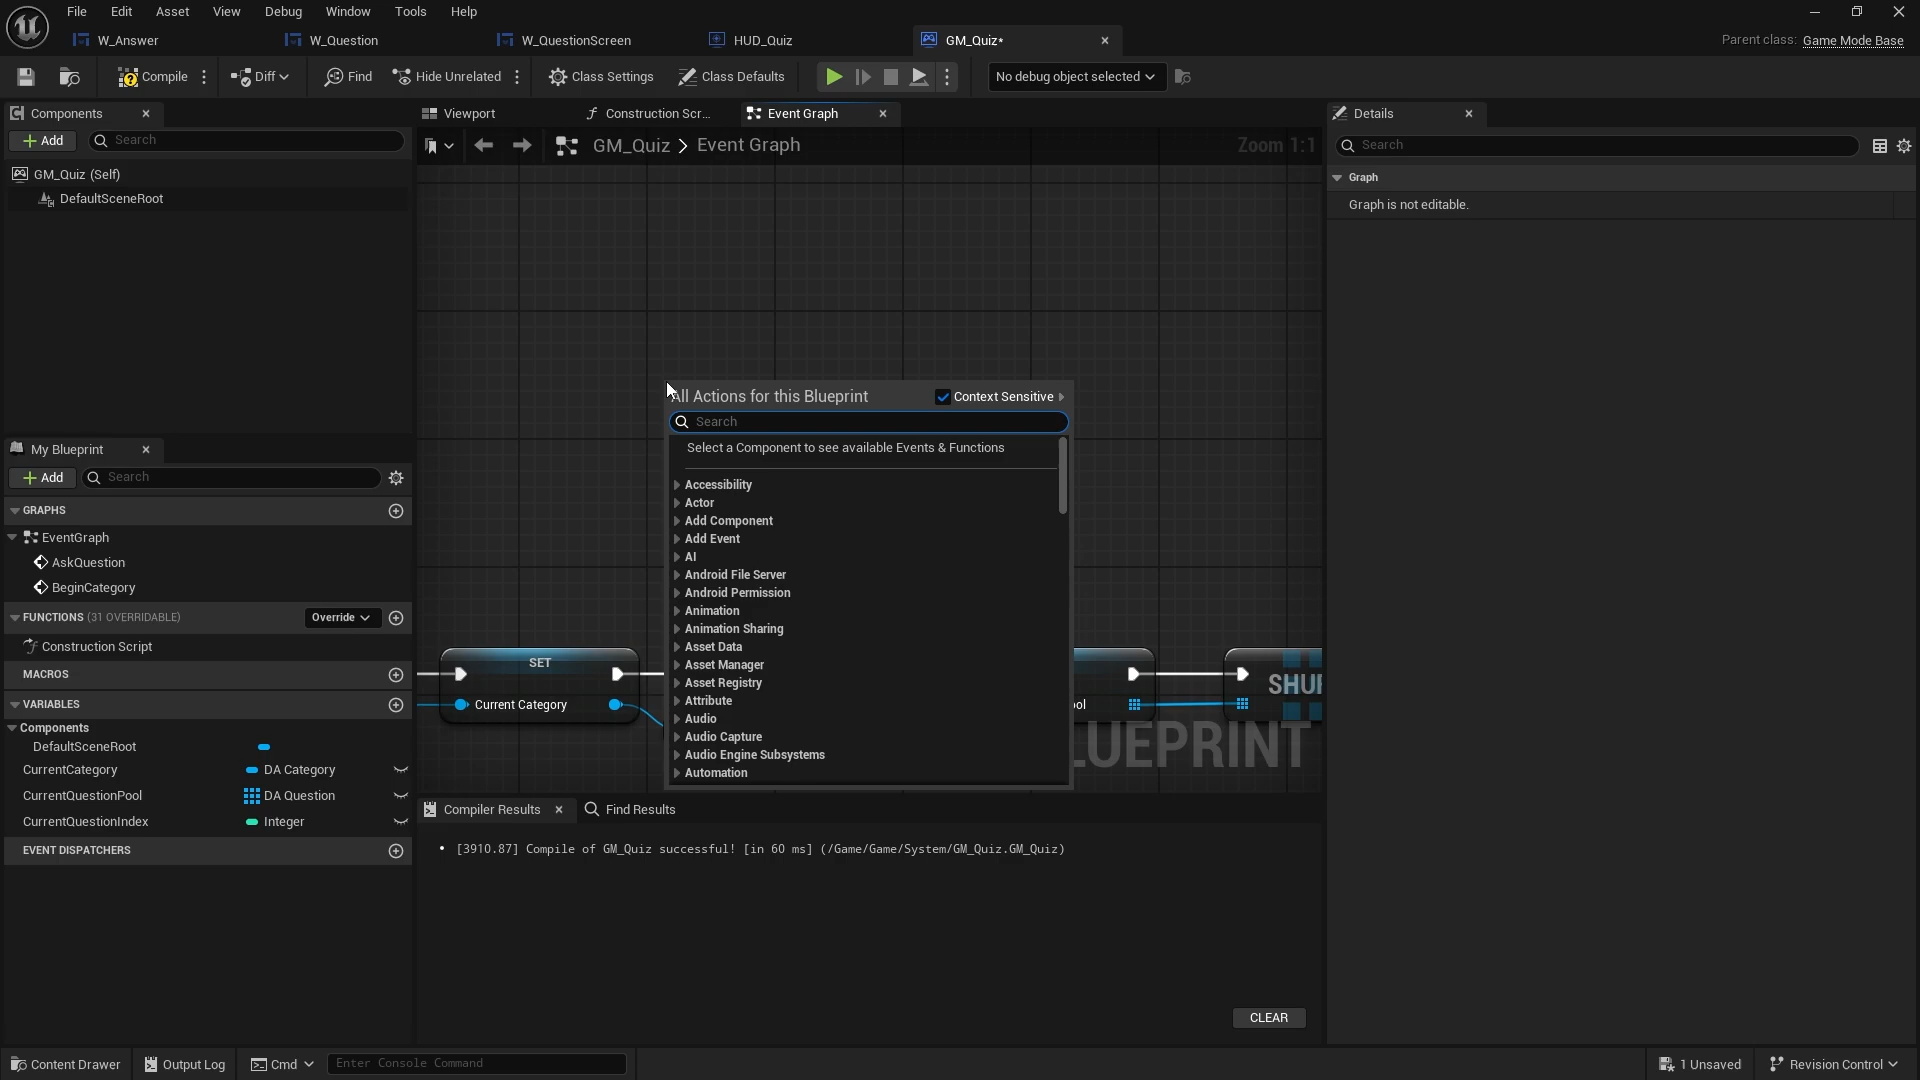 File Edit Asset View Debug Window Tools Help
W_Answer W_Question W_QuestionScreen HUD_Quiz GM_Quiz*
Parent class: Game Mode Base
Compile Diff Find Hide Unrelated Class Settings Class Defaults No debug object selected
Components
Add Search
GM_Quiz (Self)
DefaultSceneRoot
My Blueprint
Add Search
GRAPHS
EventGraph
AskQuestion
BeginCategory
FUNCTIONS (31 OVERRIDABLE) Override
Construction Script
MACROS
VARIABLES
Components
DefaultSceneRoot
CurrentCategory DA Category
CurrentQuestionPool DA Question
CurrentQuestionIndex Integer
EVENT DISPATCHERS
Viewport Construction Scr... Event Graph
GM_Quiz > Event Graph Zoom 1:1
All Actions for this Blueprint Context Sensitive
Search
Select a Component to see available Events & Functions
Accessibility
Actor
Add Component
Add Event
AI
Android File Server
Android Permission
Animation
Animation Sharing
Asset Data
Asset Manager
Asset Registry
Attribute
Audio
Audio Capture
Audio Engine Subsystems
Automation
SET
Current Category
ool
SHUF
LUEPRINT
Compiler Results Find Results
• [3910.87] Compile of GM_Quiz successful! [in 60 ms] (/Game/Game/System/GM_Quiz.GM_Quiz)
CLEAR
Details
Search
Graph
Graph is not editable.
Content Drawer Output Log Cmd Enter Console Command 1 Unsaved Revision Control